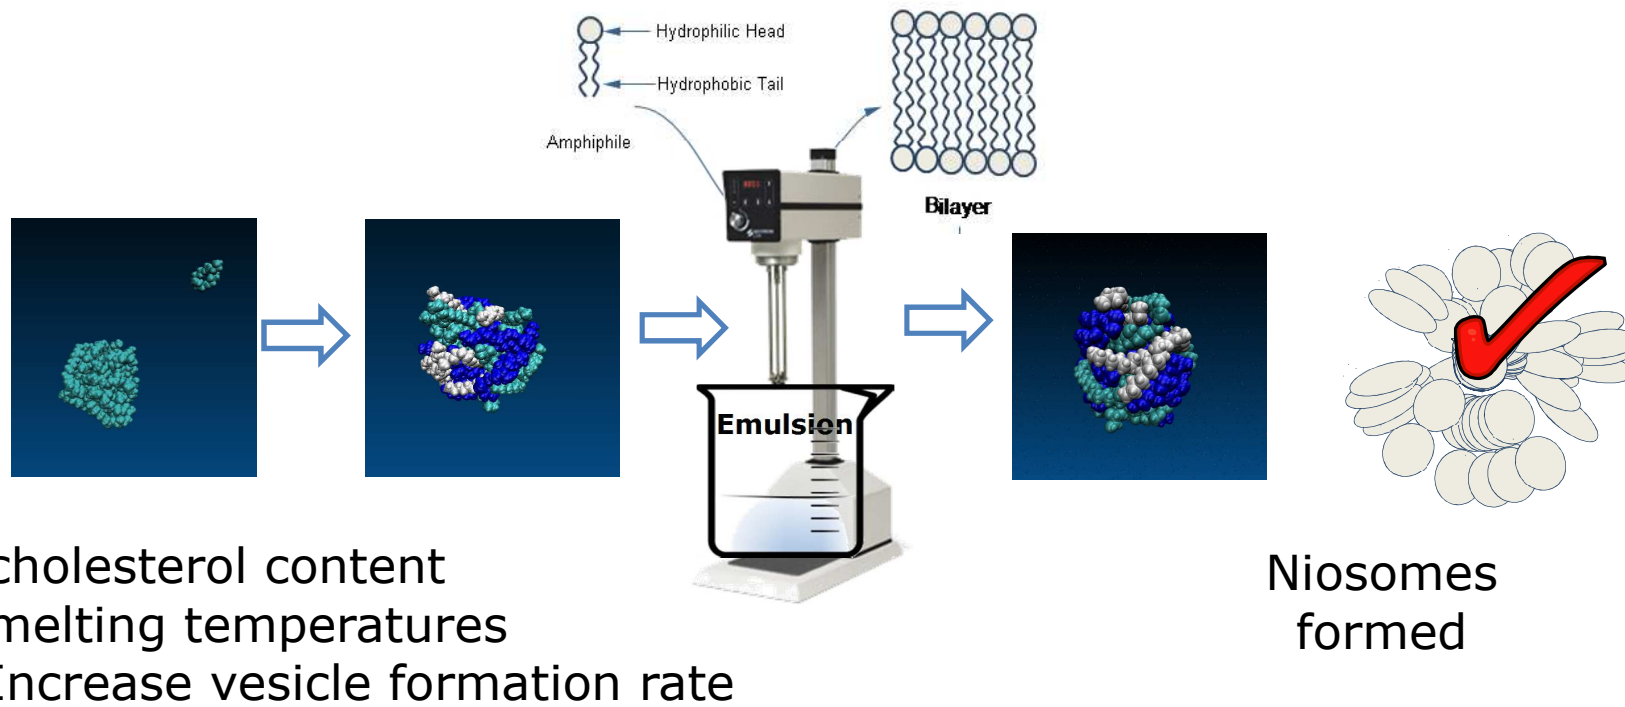 Hydrophilic Head
Hydrophobic Tail
Amphiphile
Bilayer
Emulsion
cholesterol content
melting temperatures
Increase vesicle formation rate
Niosomes
formed